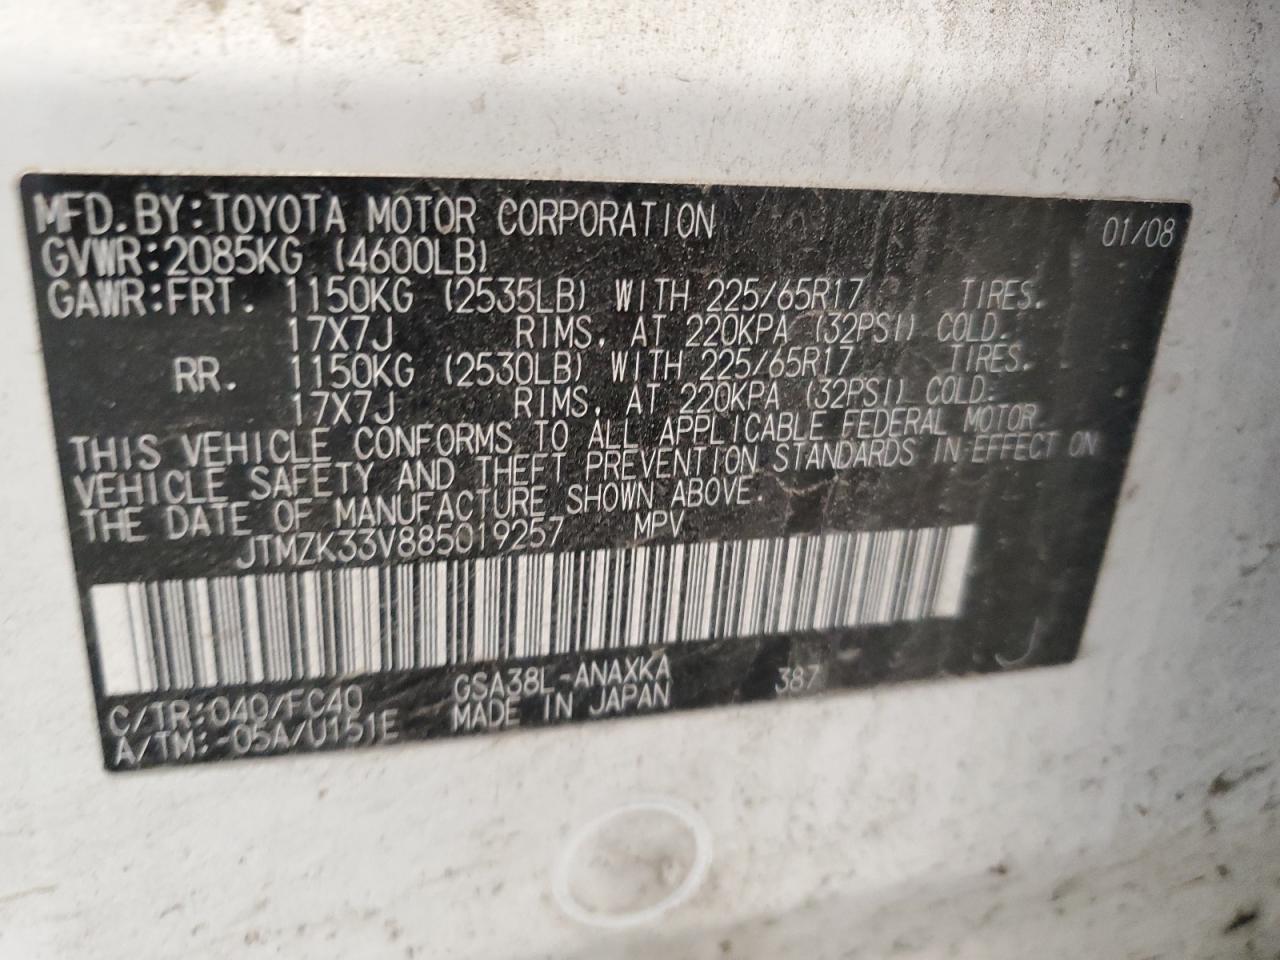 MFD. BY: TOYOTA MOTOR CORPORATION 01/08
GVWR: 2085KG (4600LB)
GAWR: FRT. 1150KG (2535LB) WITH 225/65R17 TIRES.
17X7J RIMS, AT 220KPA (32PSI) COLD.
RR. 1150KG (2530LB) WITH 225/65R17 TIRES.
17X7J RIMS, AT 220KPA (32PSI) COLD.
THIS VEHICLE CONFORMS TO ALL APPLICABLE FEDERAL MOTOR
VEHICLE SAFETY AND THEFT PREVENTION STANDARDS IN EFFECT ON
THE DATE OF MANUFACTURE SHOWN ABOVE.
JTMZK33V885019257 MPV
C/TR: 040/FC40 GSA38L-ANAXKA 387 J
A/TM: -05A/U151E MADE IN JAPAN